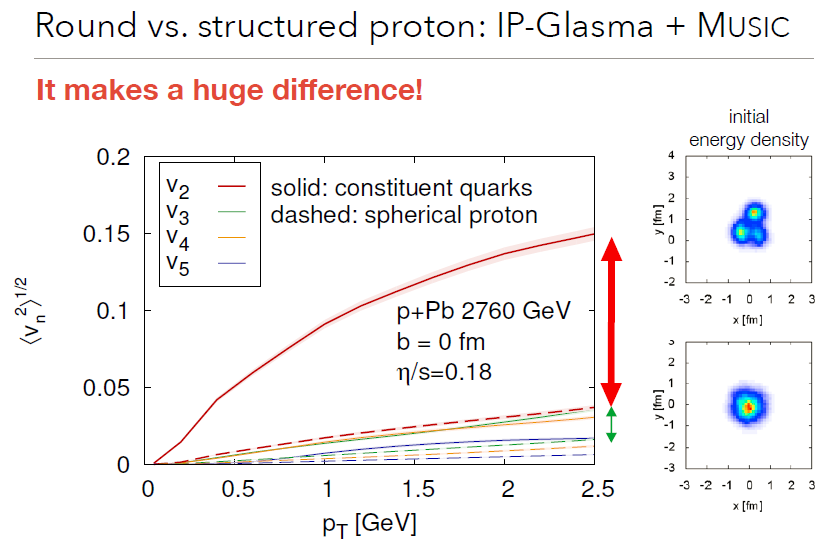 Round vs. structured proton: IP-Glasma + MUSIC
It makes a huge difference!
initial
energy density
0.2
0.15
0.1
0.05
0
⟨vn²⟩1/2
v2
v3
v4
v5
solid: constituent quarks
dashed: spherical proton
p+Pb 2760 GeV
b = 0 fm
η/s=0.18
0 0.5 1 1.5 2 2.5
pT [GeV]
4
3
2
1
0
-1
-2
y [fm]
-3 -2 -1 0 1 2 3
x [fm]
3
2
1
0
-1
-2
-3
y [fm]
-3 -2 -1 0 1 2 3
x [fm]